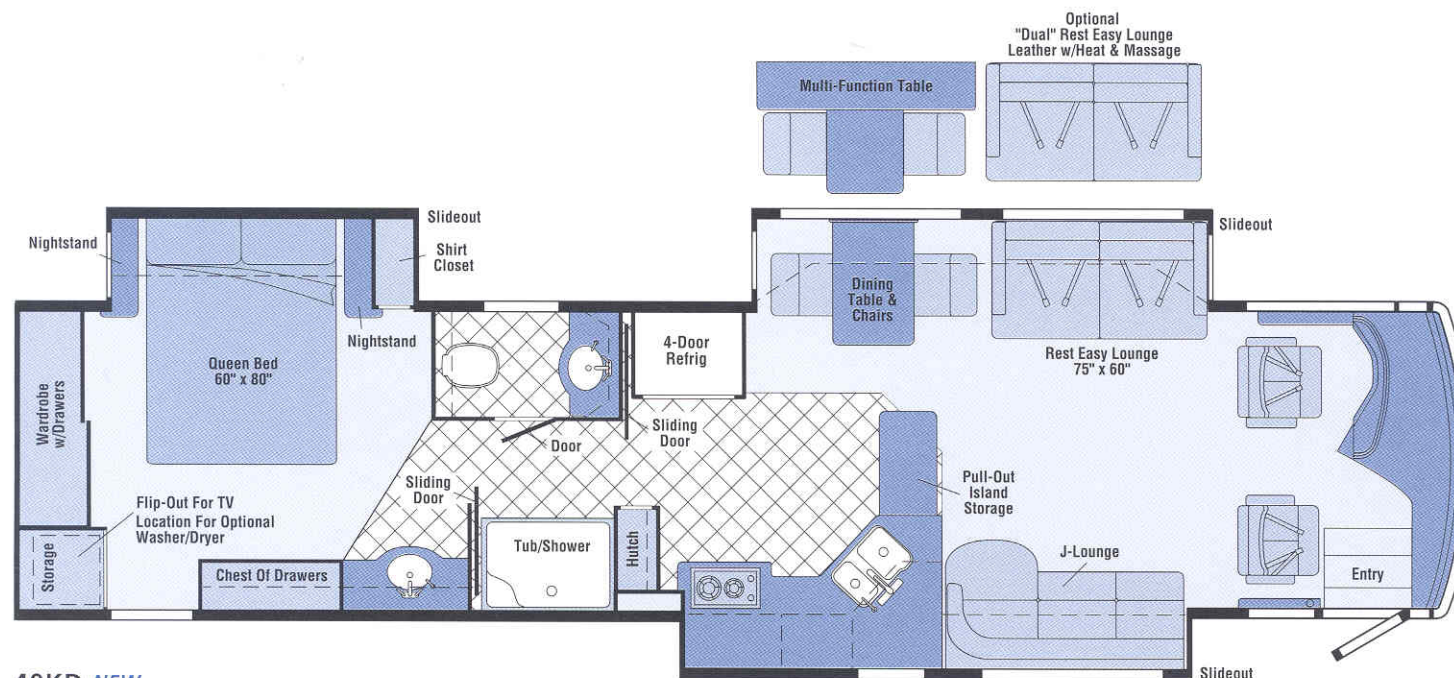 Optional
"Dual" Rest Easy Lounge
Leather w/Heat & Massage
Multi-Function Table
Slideout
Nightstand
Shirt
Closet
Slideout
Dining
Table &
Chairs
Nightstand
4-Door
Refrig
Queen Bed
60" x 80"
Rest Easy Lounge
75" x 60"
Wardrobe
w/Drawers
Door
Sliding
Door
Sliding
Door
Pull-Out
Island
Storage
Flip-Out For TV
Location For Optional
Washer/Dryer
Storage
Chest Of Drawers
Tub/Shower
Hutch
J-Lounge
Entry
Slideout
NEW